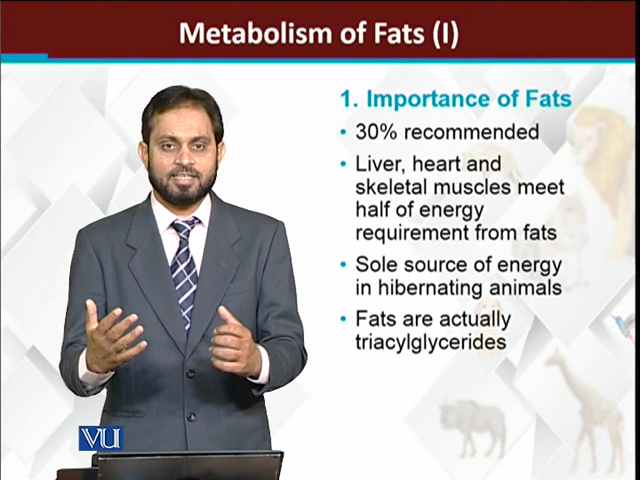 Metabolism of Fats (I)
1. Importance of Fats
• 30% recommended
• Liver, heart and
skeletal muscles meet
half of energy
requirement from fats
• Sole source of energy
in hibernating animals
• Fats are actually
triacylglycerides
VU